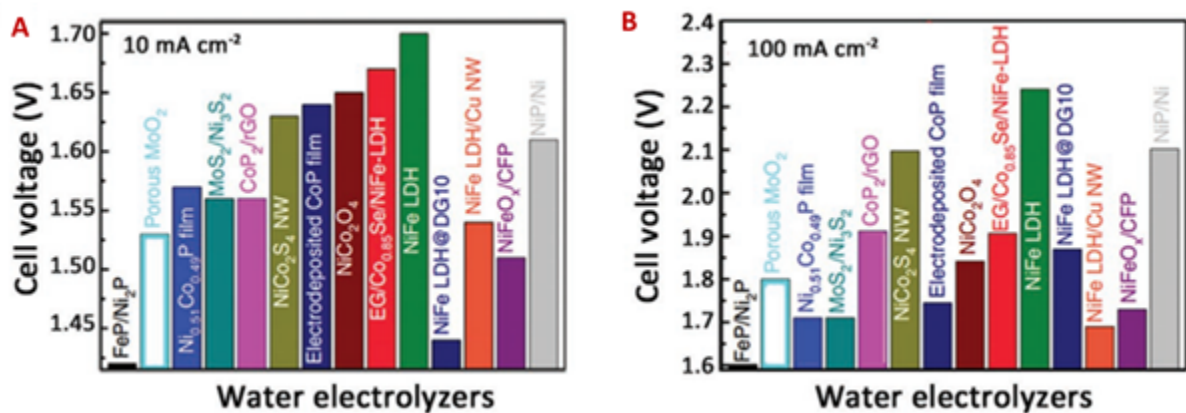 A
10 mA cm⁻²
Cell voltage (V)
1.70
1.65
1.60
1.55
1.50
1.45
FeP/Ni₂P
Porous MoO₂
Ni₀.₅₁Co₀.₄₉P film
MoS₂/Ni₃S₂
CoP₂/rGO
NiCo₂S₄ NW
Electrodeposited CoP film
NiCo₂O₄
EG/Co₀.₈₅Se/NiFe-LDH
NiFe LDH
NiFe LDH@DG10
NiFe LDH/Cu NW
NiFeOₓ/CFP
NiP/Ni
Water electrolyzers
B
100 mA cm⁻²
Cell voltage (V)
2.4
2.3
2.2
2.1
2.0
1.9
1.8
1.7
1.6
FeP/Ni₂P
Porous MoO₂
Ni₀.₅₁Co₀.₄₉P film
MoS₂/Ni₃S₂
CoP₂/rGO
NiCo₂S₄ NW
Electrodeposited CoP film
NiCo₂O₄
EG/Co₀.₈₅Se/NiFe-LDH
NiFe LDH
NiFe LDH@DG10
NiFe LDH/Cu NW
NiFeOₓ/CFP
NiP/Ni
Water electrolyzers